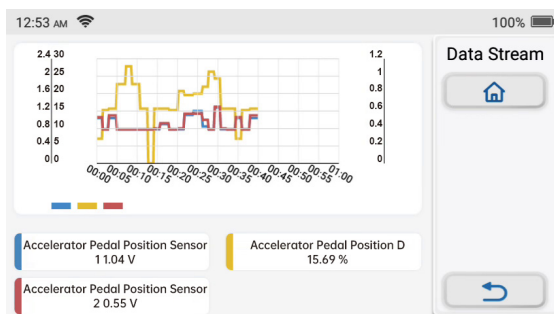 12:53 AM
100%
Data Stream
2.4 30
2 25
1.6 20
1.2 15
0.8 10
0.4 5
0 0
1.2
1
0.8
0.6
0.4
0.2
0
00:00 00:05 00:10 00:15 00:20 00:25 00:30 00:35 00:40 00:45 00:50 00:55 01:00
Accelerator Pedal Position Sensor
1 1.04 V
Accelerator Pedal Position D
15.69 %
Accelerator Pedal Position Sensor
2 0.55 V